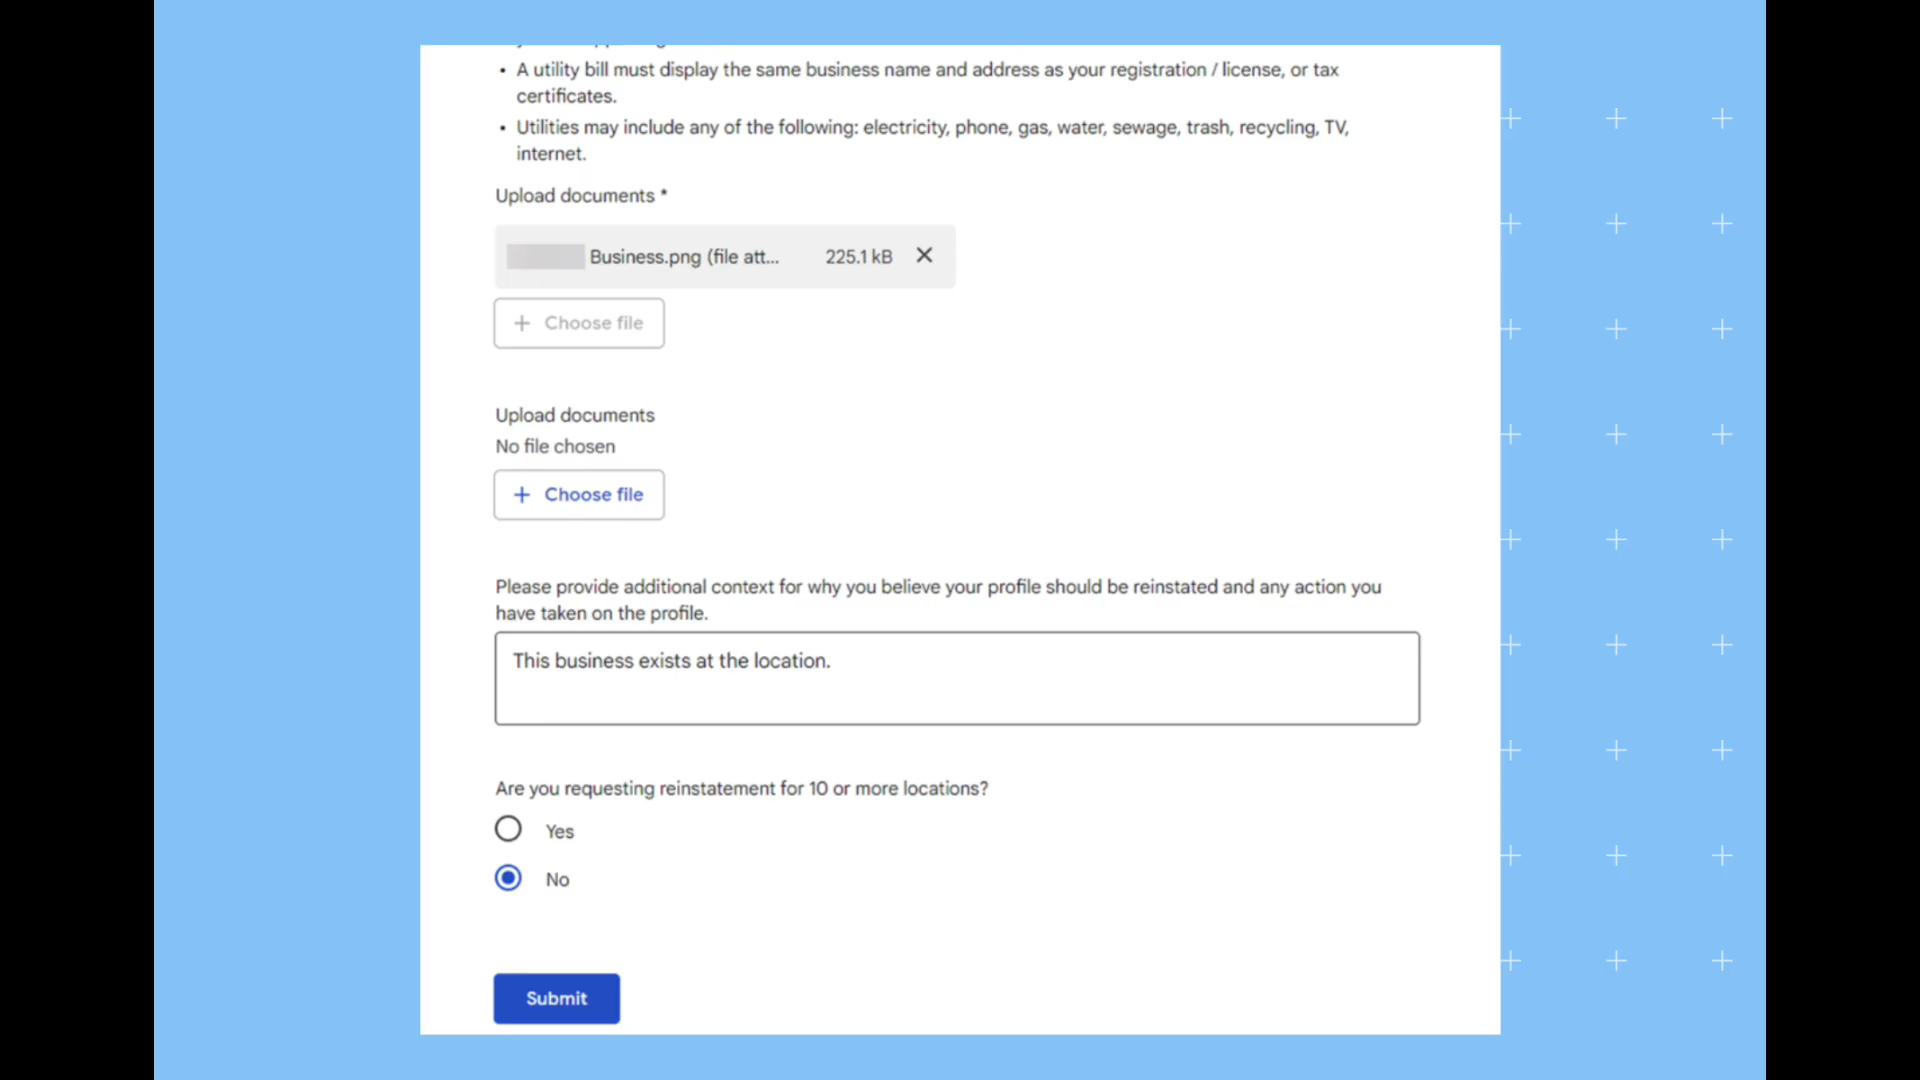 • A utility bill must display the same business name and address as your registration / license, or tax
certificates.
• Utilities may include any of the following: electricity, phone, gas, water, sewage, trash, recycling, TV,
internet.
Upload documents *
Business.png (file att... 225.1 kB
+ Choose file
Upload documents
No file chosen
+ Choose file
Please provide additional context for why you believe your profile should be reinstated and any action you
have taken on the profile.
This business exists at the location.
Are you requesting reinstatement for 10 or more locations?
Yes
No
Submit